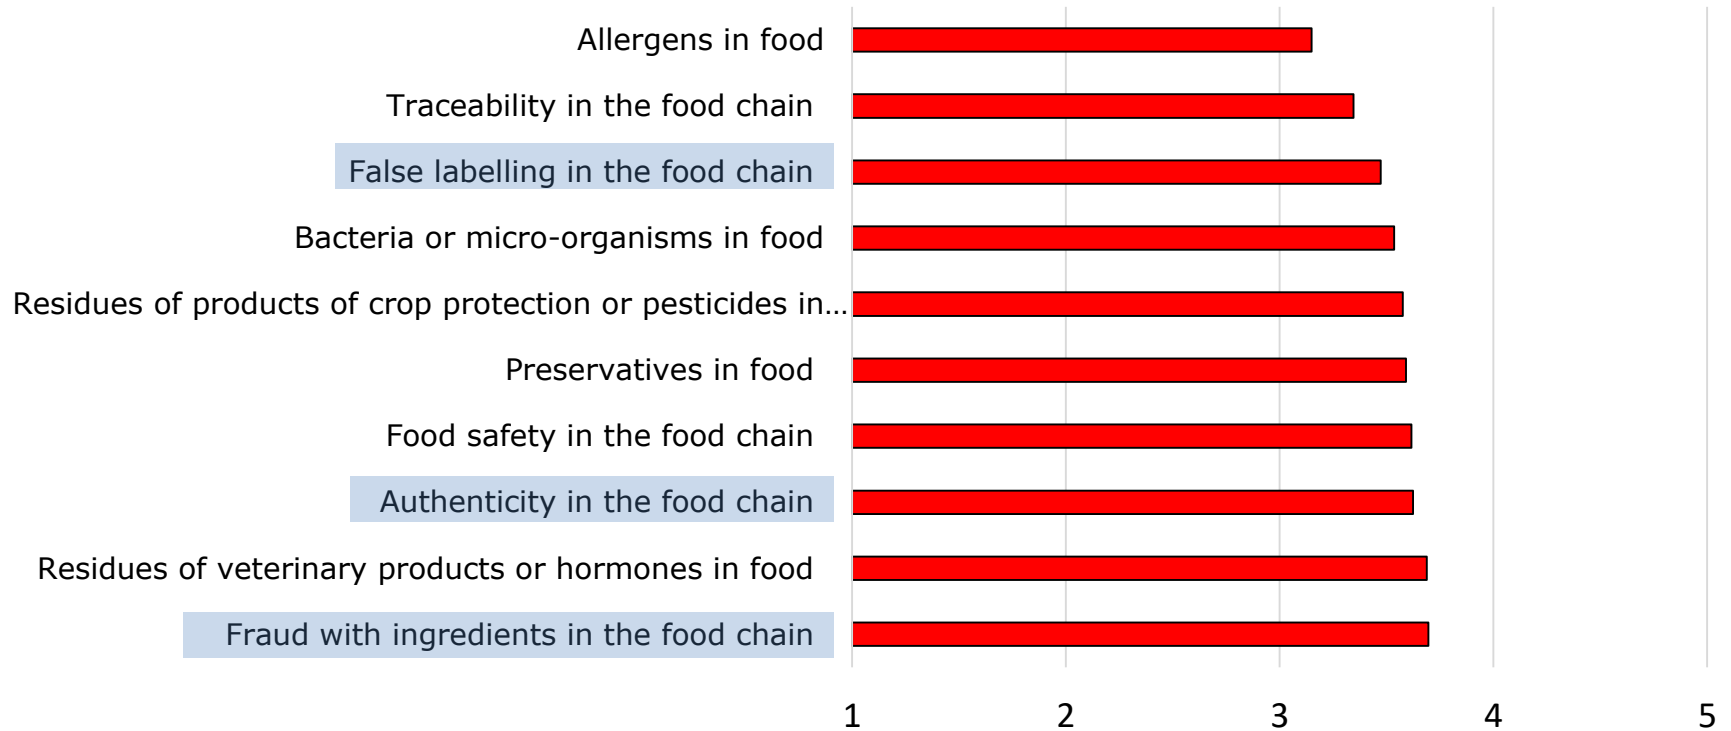 Allergens in food
Traceability in the food chain
False labelling in the food chain
Bacteria or micro-organisms in food
Residues of products of crop protection or pesticides in...
Preservatives in food
Food safety in the food chain
Authenticity in the food chain
Residues of veterinary products or hormones in food
Fraud with ingredients in the food chain
1 2 3 4 5